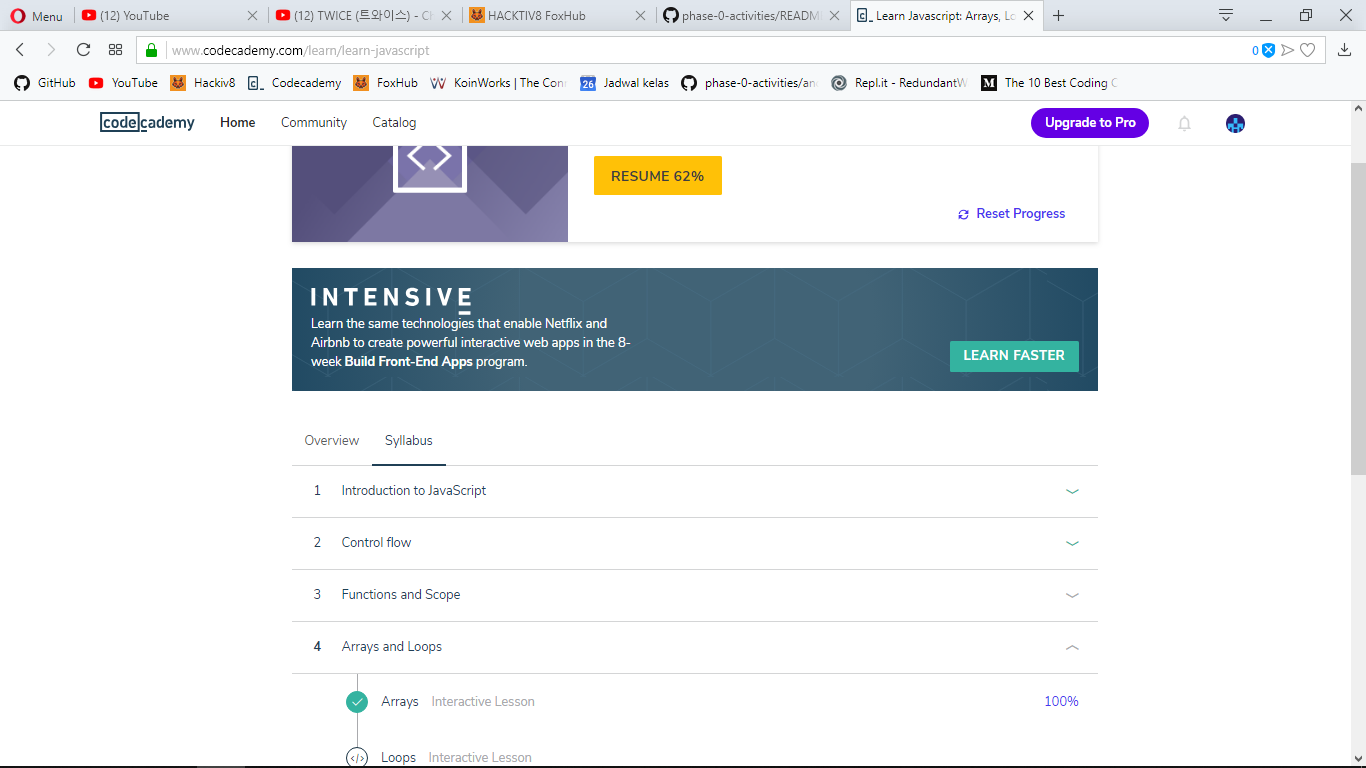 Menu
(12) YouTube
(12) TWICE (트와이스) - Ch
HACKTIV8 FoxHub
phase-0-activities/README
Learn Javascript: Arrays, Lo
www.codecademy.com/learn/learn-javascript
0
GitHub
YouTube
Hackiv8
Codecademy
FoxHub
KoinWorks | The Conn
26
Jadwal kelas
phase-0-activities/an
Repl.it - RedundantW
The 10 Best Coding C
codecademy
Home
Community
Catalog
Upgrade to Pro
RESUME 62%
Reset Progress
INTENSIVE
Learn the same technologies that enable Netflix and
Airbnb to create powerful interactive web apps in the 8-
week Build Front-End Apps program.
LEARN FASTER
Overview
Syllabus
1 Introduction to JavaScript
2 Control flow
3 Functions and Scope
4 Arrays and Loops
Arrays Interactive Lesson 100%
Loops Interactive Lesson